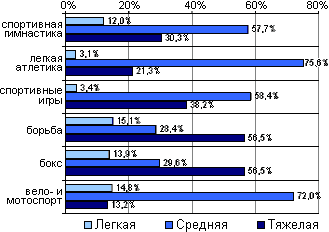 0% 20% 40% 60% 80%
спортивная
гимнастика
12,0%
57,7%
30,3%
легкая
атлетика
3,1%
75,6%
21,3%
спортивные
игры
3,4%
58,4%
38,2%
борьба
15,1%
28,4%
56,5%
бокс
13,9%
29,6%
56,5%
вело- и
мотоспорт
14,8%
72,0%
13,2%
Легкая Средняя Тяжелая